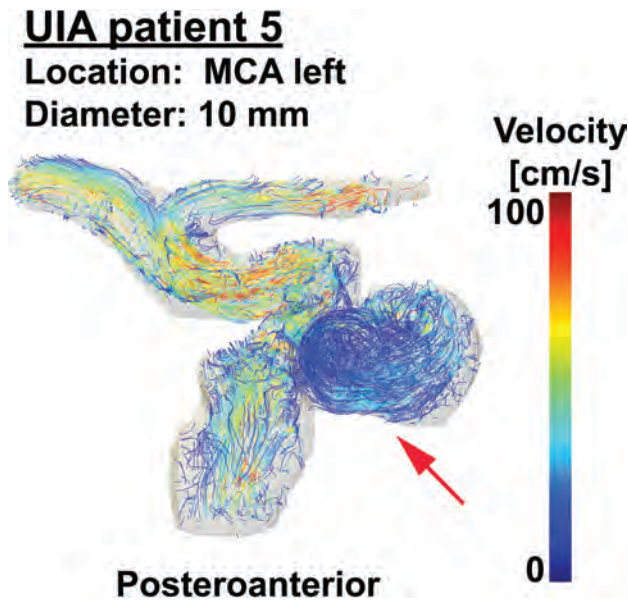 UIA patient 5
Location: MCA left
Diameter: 10 mm
Velocity
[cm/s]
100
0
Posteroanterior